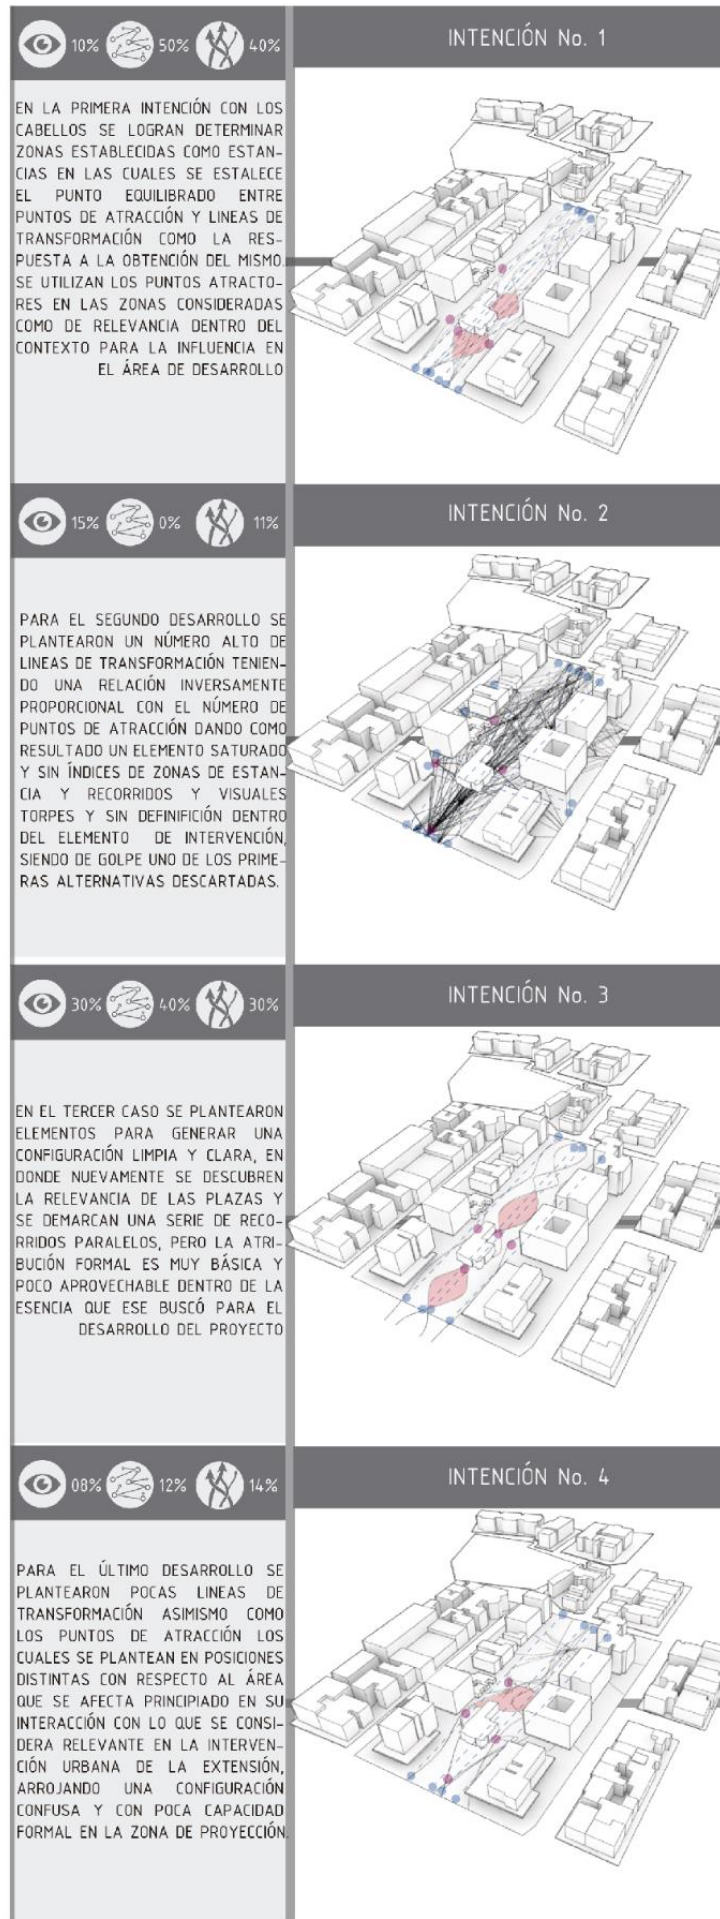 10% 50% 40%
INTENCIÓN No. 1
EN LA PRIMERA INTENCIÓN CON LOS
CABELLOS SE LOGRAN DETERMINAR
ZONAS ESTABLECIDAS COMO ESTAN-
CIAS EN LAS CUALES SE ESTALECE
EL PUNTO EQUILIBRADO ENTRE
PUNTOS DE ATRACCIÓN Y LINEAS DE
TRANSFORMACIÓN COMO LA RES-
PUESTA A LA OBTENCIÓN DEL MISMO.
SE UTILIZAN LOS PUNTOS ATRACTO-
RES EN LAS ZONAS CONSIDERADAS
COMO DE RELEVANCIA DENTRO DEL
CONTEXTO PARA LA INFLUENCIA EN
EL ÁREA DE DESARROLLO
15% 0% 11%
INTENCIÓN No. 2
PARA EL SEGUNDO DESARROLLO SE
PLANTEARON UN NÚMERO ALTO DE
LINEAS DE TRANSFORMACIÓN TENIEN-
DO UNA RELACIÓN INVERSAMENTE
PROPORCIONAL CON EL NÚMERO DE
PUNTOS DE ATRACCIÓN DANDO COMO
RESULTADO UN ELEMENTO SATURADO
Y SIN ÍNDICES DE ZONAS DE ESTAN-
CIA Y RECORRIDOS Y VISUALES
TORPES Y SIN DEFINIFICIÓN DENTRO
DEL ELEMENTO DE INTERVENCIÓN,
SIENDO DE GOLPE UNO DE LOS PRIME-
RAS ALTERNATIVAS DESCARTADAS.
30% 40% 30%
INTENCIÓN No. 3
EN EL TERCER CASO SE PLANTEARON
ELEMENTOS PARA GENERAR UNA
CONFIGURACIÓN LIMPIA Y CLARA, EN
DONDE NUEVAMENTE SE DESCUBREN
LA RELEVANCIA DE LAS PLAZAS Y
SE DEMARCAN UNA SERIE DE RECO-
RRIDOS PARALELOS, PERO LA ATRI-
BUCIÓN FORMAL ES MUY BÁSICA Y
POCO APROVECHABLE DENTRO DE LA
ESENCIA QUE ESE BUSCÓ PARA EL
DESARROLLO DEL PROYECTO
08% 12% 14%
INTENCIÓN No. 4
PARA EL ÚLTIMO DESARROLLO SE
PLANTEARON POCAS LINEAS DE
TRANSFORMACIÓN ASIMISMO COMO
LOS PUNTOS DE ATRACCIÓN LOS
CUALES SE PLANTEAN EN POSICIONES
DISTINTAS CON RESPECTO AL ÁREA
QUE SE AFECTA PRINCIPIADO EN SU
INTERACCIÓN CON LO QUE SE CONSI-
DERA RELEVANTE EN LA INTERVEN-
CIÓN URBANA DE LA EXTENSIÓN,
ARROJANDO UNA CONFIGURACIÓN
CONFUSA Y CON POCA CAPACIDAD
FORMAL EN LA ZONA DE PROYECCIÓN.